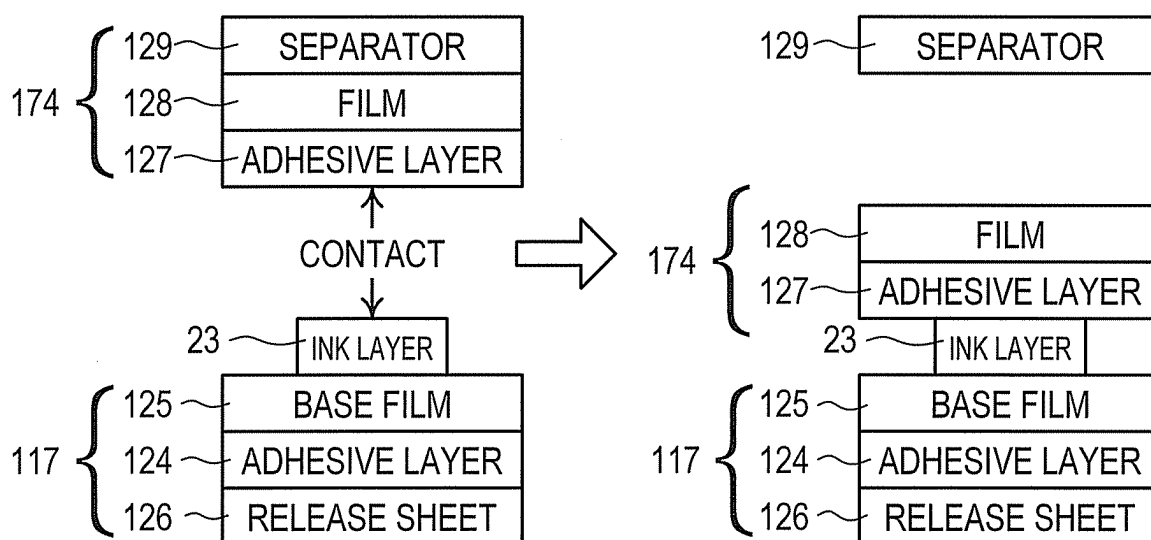 129 SEPARATOR
174 128 FILM
127 ADHESIVE LAYER
CONTACT
23 INK LAYER
125 BASE FILM
117 124 ADHESIVE LAYER
126 RELEASE SHEET
129 SEPARATOR
128 FILM
174
127 ADHESIVE LAYER
23 INK LAYER
125 BASE FILM
117 124 ADHESIVE LAYER
126 RELEASE SHEET